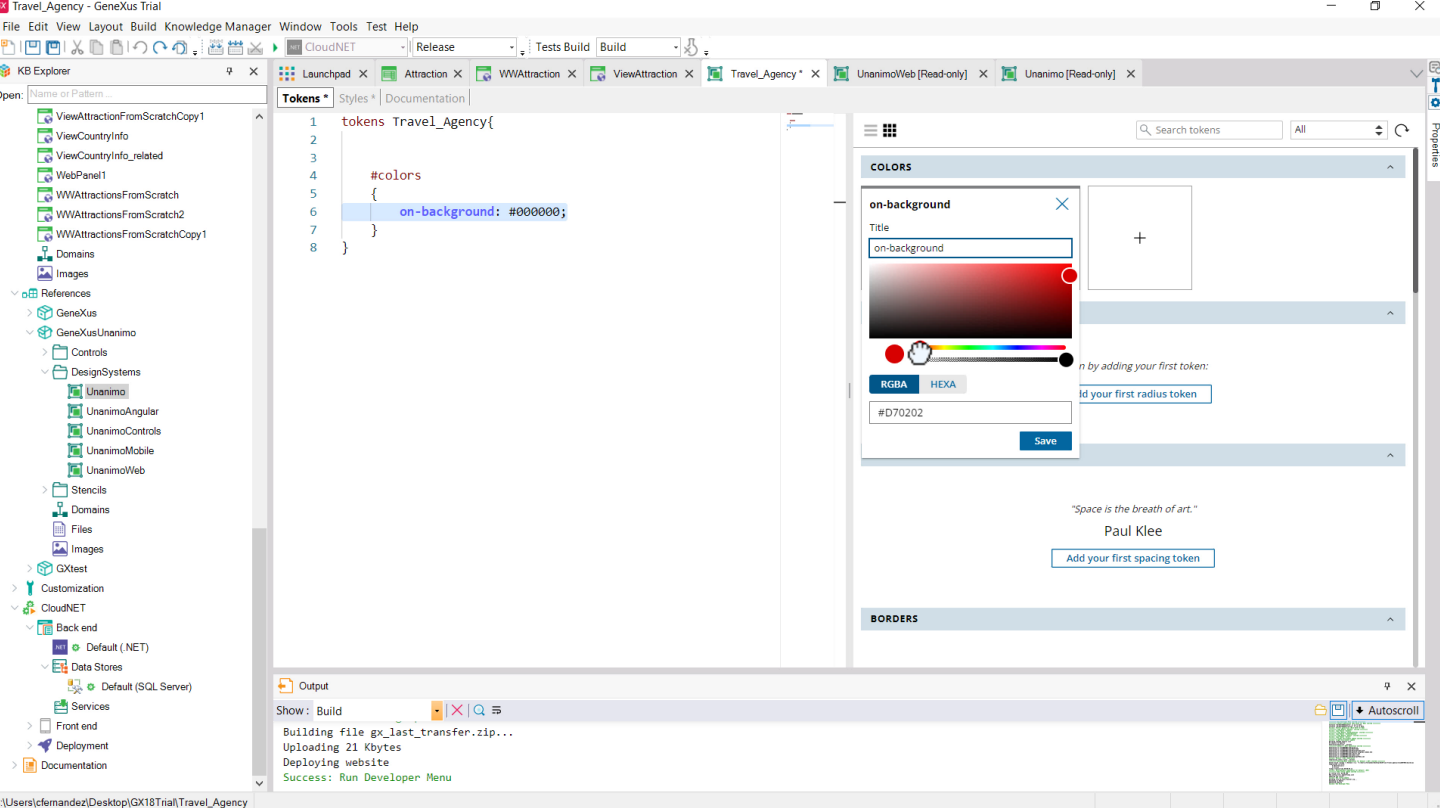 Travel_Agency - GeneXus Trial
File Edit View Layout Build Knowledge Manager Window Tools Test Help
CloudNET Release Tests Build Build
KB Explorer
Open: Name or Pattern ...
ViewAttractionFromScratchCopy1
ViewCountryInfo
ViewCountryInfo_related
WebPanel1
WWAttractionsFromScratch
WWAttractionsFromScratch2
WWAttractionsFromScratchCopy1
Domains
Images
References
GeneXus
GeneXusUnanimo
Controls
DesignSystems
Unanimo
UnanimoAngular
UnanimoControls
UnanimoMobile
UnanimoWeb
Stencils
Domains
Files
Images
GXtest
Customization
CloudNET
Back end
.NET Default (.NET)
Data Stores
Default (SQL Server)
Services
Front end
Deployment
Documentation
Launchpad Attraction WWAttraction ViewAttraction Travel_Agency * UnanimoWeb [Read-only] Unanimo [Read-only]
Tokens * Styles * Documentation
1 tokens Travel_Agency{
2
3
4 #colors
5 {
6 on-background: #000000;
7 }
8 }
Search tokens All
COLORS
on-background
Title
on-background
+
RGBA HEXA
#D70202
Save
n by adding your first token:
dd your first radius token
"Space is the breath of art."
Paul Klee
Add your first spacing token
BORDERS
Properties
Output
Show: Build Autoscroll
Building file gx_last_transfer.zip...
Uploading 21 Kbytes
Deploying website
Success: Run Developer Menu
:\Users\cfernandez\Desktop\GX18Trial\Travel_Agency